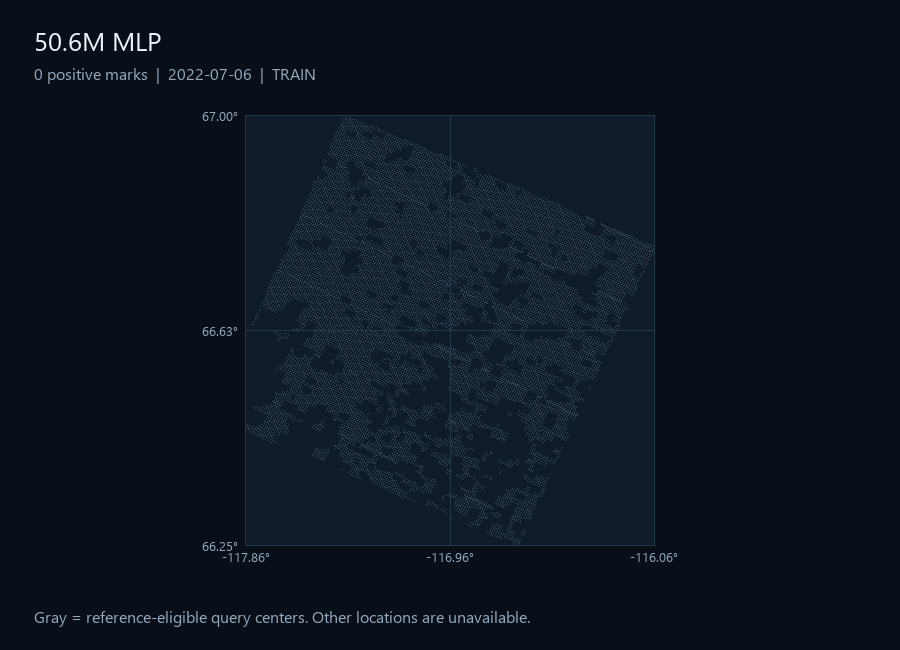 50.6M MLP
0 positive marks | 2022-07-06 | TRAIN
67.00°
66.63°
66.25°
-117.86° -116.96° -116.06°
Gray = reference-eligible query centers. Other locations are unavailable.